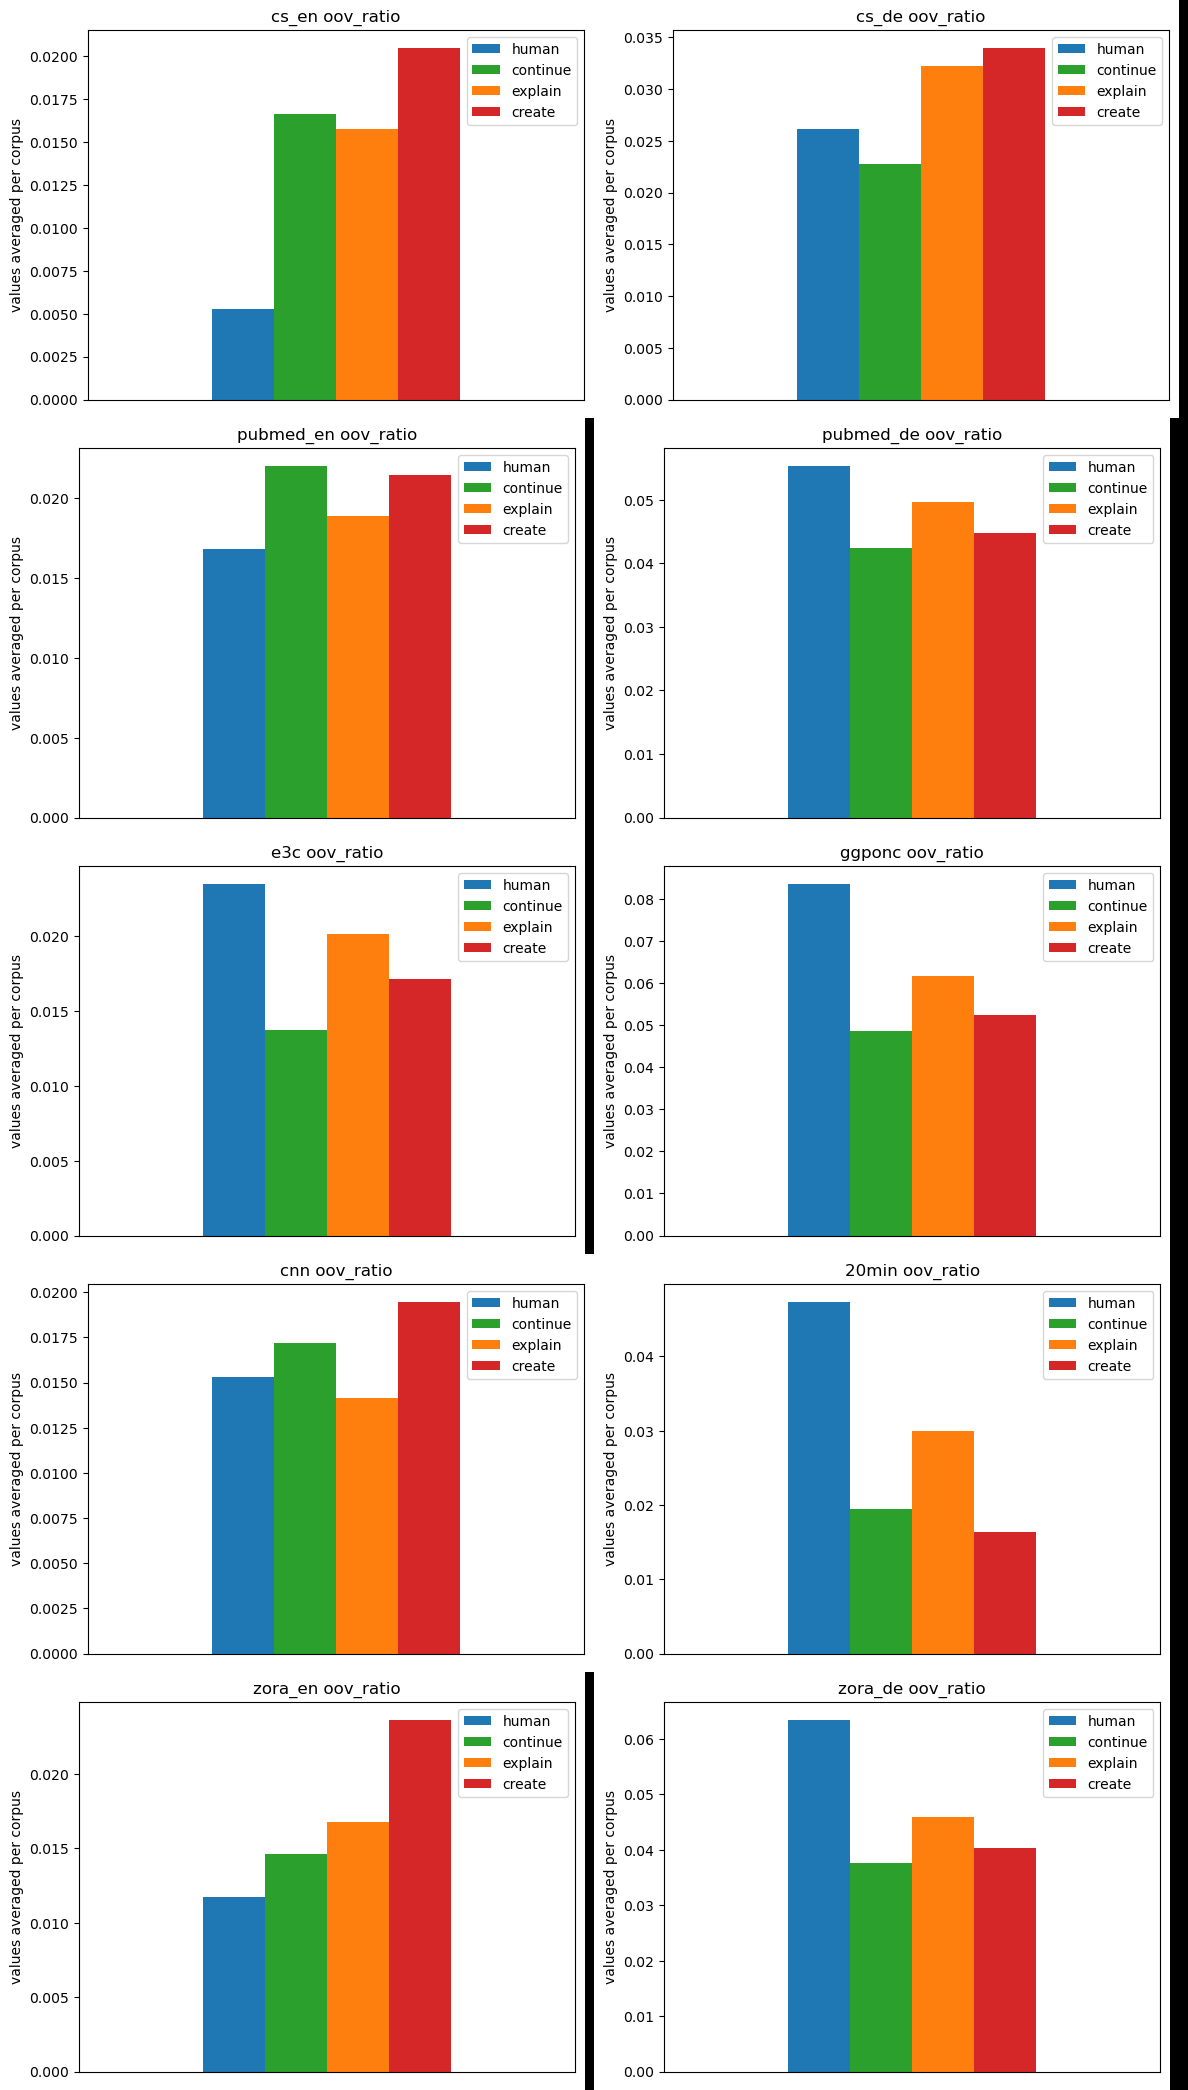 cs_en oov_ratio
values averaged per corpus
0.0200
0.0175
0.0150
0.0125
0.0100
0.0075
0.0050
0.0025
0.0000
human
continue
explain
create
cs_de oov_ratio
values averaged per corpus
0.035
0.030
0.025
0.020
0.015
0.010
0.005
0.000
human
continue
explain
create
pubmed_en oov_ratio
values averaged per corpus
0.020
0.015
0.010
0.005
0.000
human
continue
explain
create
pubmed_de oov_ratio
values averaged per corpus
0.05
0.04
0.03
0.02
0.01
0.00
human
continue
explain
create
e3c oov_ratio
values averaged per corpus
0.020
0.015
0.010
0.005
0.000
human
continue
explain
create
ggponc oov_ratio
values averaged per corpus
0.08
0.07
0.06
0.05
0.04
0.03
0.02
0.01
0.00
human
continue
explain
create
cnn oov_ratio
values averaged per corpus
0.0200
0.0175
0.0150
0.0125
0.0100
0.0075
0.0050
0.0025
0.0000
human
continue
explain
create
20min oov_ratio
values averaged per corpus
0.04
0.03
0.02
0.01
0.00
human
continue
explain
create
zora_en oov_ratio
values averaged per corpus
0.020
0.015
0.010
0.005
0.000
human
continue
explain
create
zora_de oov_ratio
values averaged per corpus
0.06
0.05
0.04
0.03
0.02
0.01
0.00
human
continue
explain
create